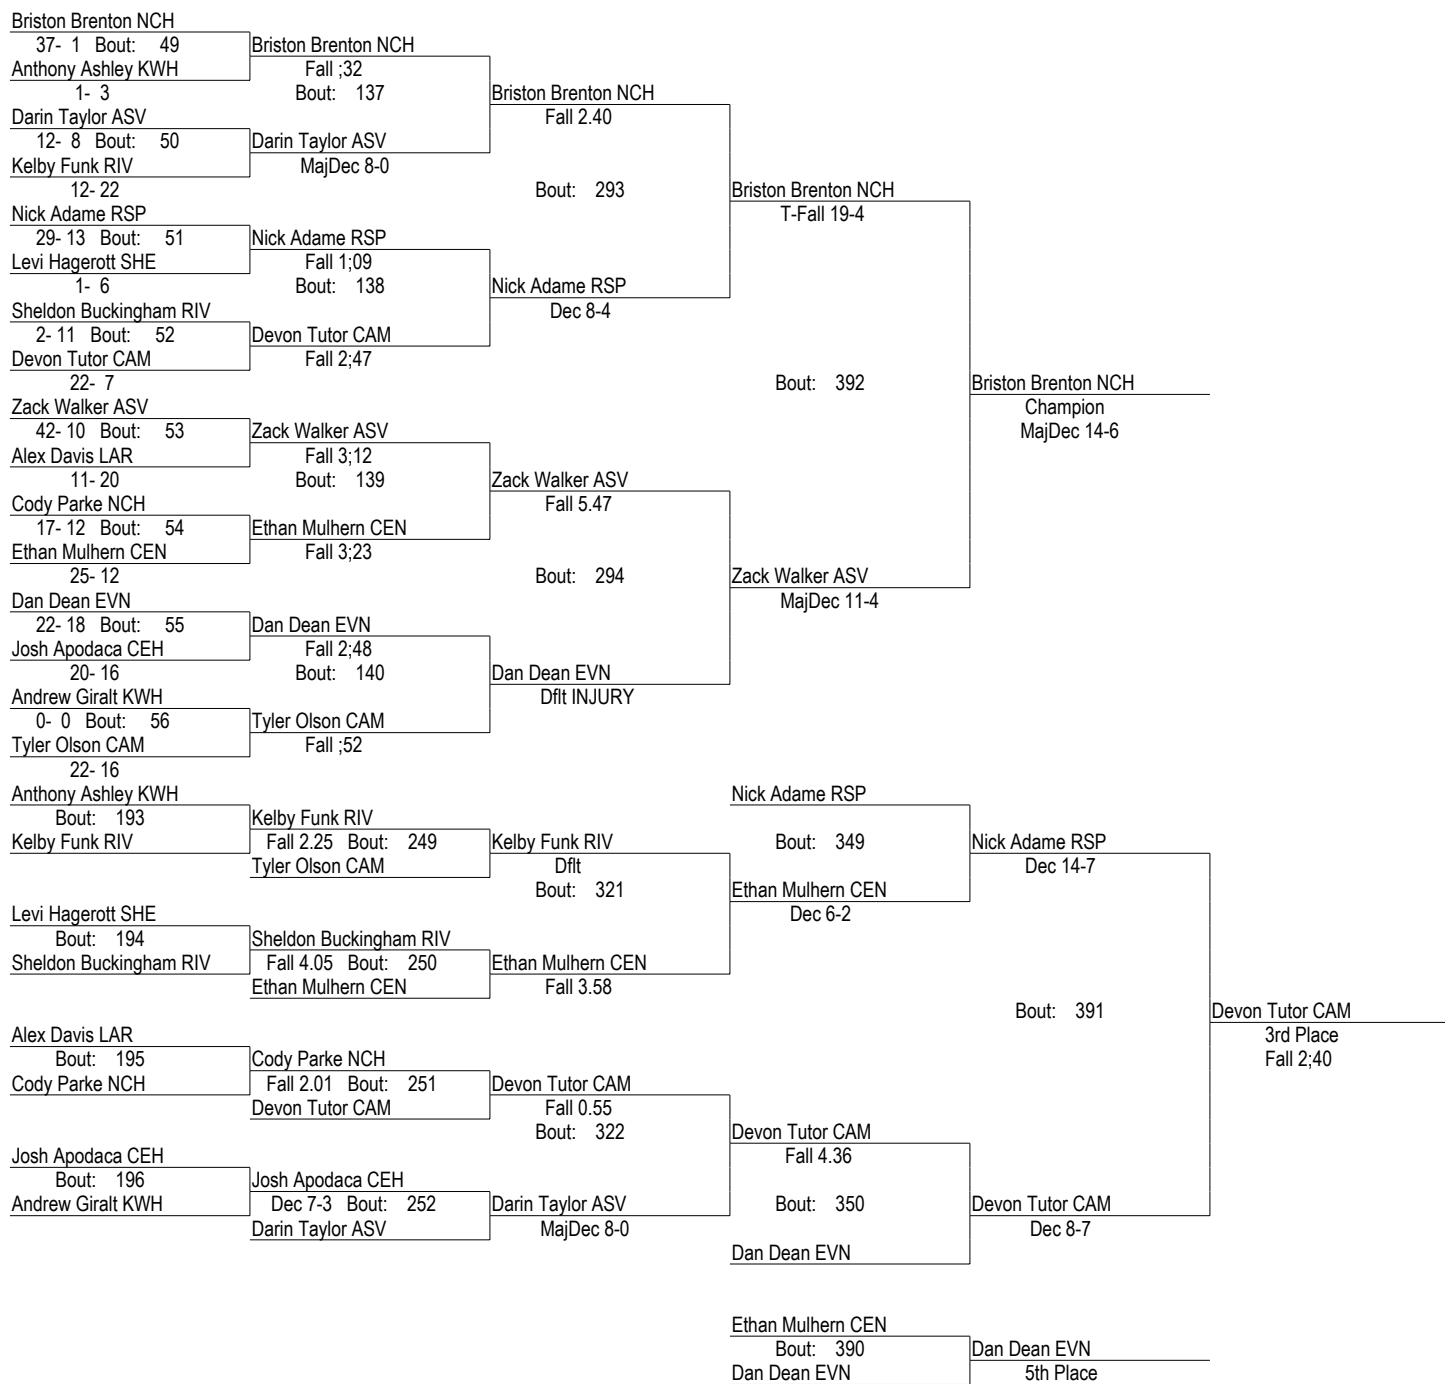 Briston Brenton NCH
37- 1 Bout: 49 Briston Brenton NCH
Anthony Ashley KWH Fall ;32
1- 3 Bout: 137 Briston Brenton NCH
Darin Taylor ASV Fall 2.40
12- 8 Bout: 50 Darin Taylor ASV
Kelby Funk RIV MajDec 8-0
12- 22 Bout: 293 Briston Brenton NCH
Nick Adame RSP T-Fall 19-4
29- 13 Bout: 51 Nick Adame RSP
Levi Hagerott SHE Fall 1;09
1- 6 Bout: 138 Nick Adame RSP
Sheldon Buckingham RIV Dec 8-4
2- 11 Bout: 52 Devon Tutor CAM
Devon Tutor CAM Fall 2;47
22- 7 Bout: 392 Briston Brenton NCH
Zack Walker ASV Champion
42- 10 Bout: 53 Zack Walker ASV MajDec 14-6
Alex Davis LAR Fall 3;12
11- 20 Bout: 139 Zack Walker ASV
Cody Parke NCH Fall 5.47
17- 12 Bout: 54 Ethan Mulhern CEN
Ethan Mulhern CEN Fall 3;23
25- 12 Bout: 294 Zack Walker ASV
Dan Dean EVN MajDec 11-4
22- 18 Bout: 55 Dan Dean EVN
Josh Apodaca CEH Fall 2;48
20- 16 Bout: 140 Dan Dean EVN
Andrew Giralt KWH Dflt INJURY
0- 0 Bout: 56 Tyler Olson CAM
Tyler Olson CAM Fall ;52
22- 16
Anthony Ashley KWH Nick Adame RSP
Bout: 193 Kelby Funk RIV
Kelby Funk RIV Fall 2.25 Bout: 249 Kelby Funk RIV Bout: 349 Nick Adame RSP
Tyler Olson CAM Dflt Dec 14-7
Bout: 321 Ethan Mulhern CEN
Levi Hagerott SHE Dec 6-2
Bout: 194 Sheldon Buckingham RIV
Sheldon Buckingham RIV Fall 4.05 Bout: 250 Ethan Mulhern CEN
Ethan Mulhern CEN Fall 3.58
Bout: 391 Devon Tutor CAM
Alex Davis LAR 3rd Place
Bout: 195 Cody Parke NCH Fall 2;40
Cody Parke NCH Fall 2.01 Bout: 251 Devon Tutor CAM
Devon Tutor CAM Fall 0.55
Bout: 322 Devon Tutor CAM
Josh Apodaca CEH Fall 4.36
Bout: 196 Josh Apodaca CEH
Andrew Giralt KWH Dec 7-3 Bout: 252 Darin Taylor ASV Bout: 350 Devon Tutor CAM
Darin Taylor ASV MajDec 8-0 Dec 8-7
Dan Dean EVN
Ethan Mulhern CEN
Bout: 390 Dan Dean EVN
Dan Dean EVN 5th Place